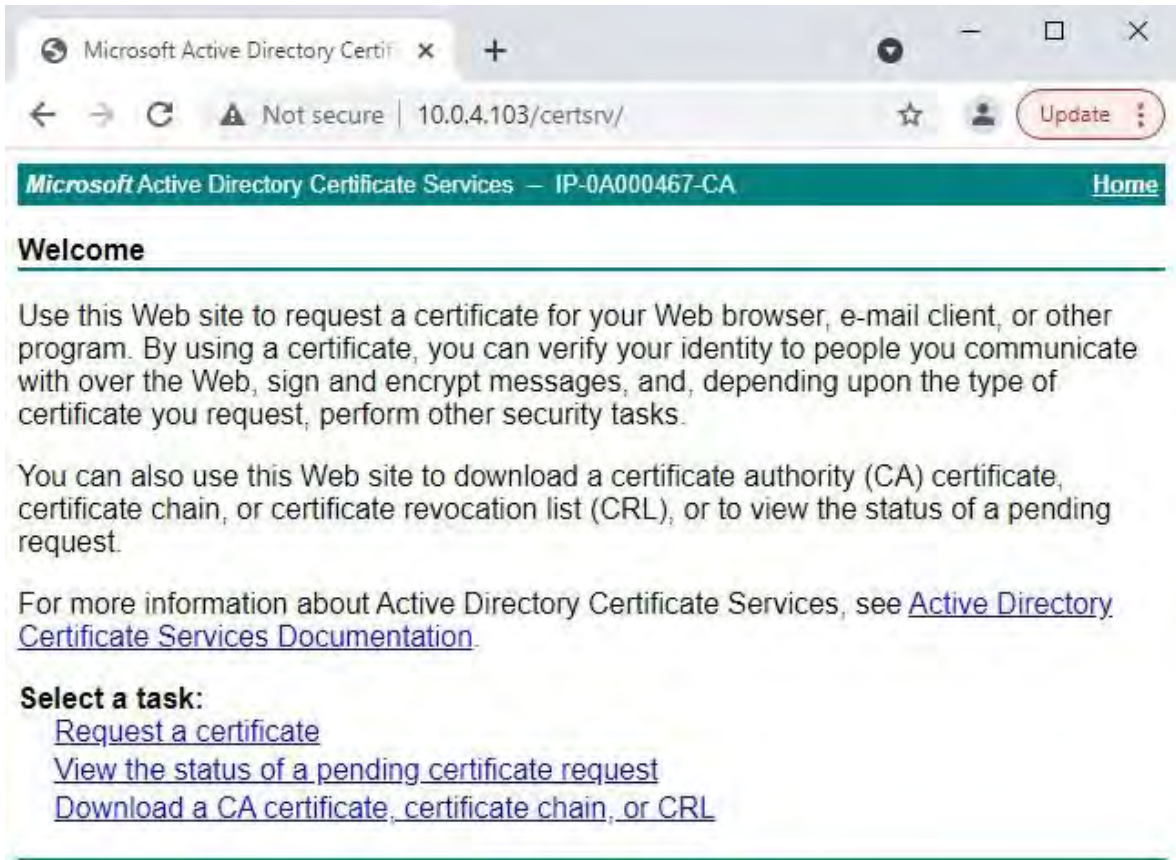 Microsoft Active Directory Certif
Not secure | 10.0.4.103/certsrv/ Update
Microsoft Active Directory Certificate Services – IP-0A000467-CA Home
Welcome
Use this Web site to request a certificate for your Web browser, e-mail client, or other
program. By using a certificate, you can verify your identity to people you communicate
with over the Web, sign and encrypt messages, and, depending upon the type of
certificate you request, perform other security tasks.
You can also use this Web site to download a certificate authority (CA) certificate,
certificate chain, or certificate revocation list (CRL), or to view the status of a pending
request.
For more information about Active Directory Certificate Services, see Active Directory
Certificate Services Documentation.
Select a task:
Request a certificate
View the status of a pending certificate request
Download a CA certificate, certificate chain, or CRL